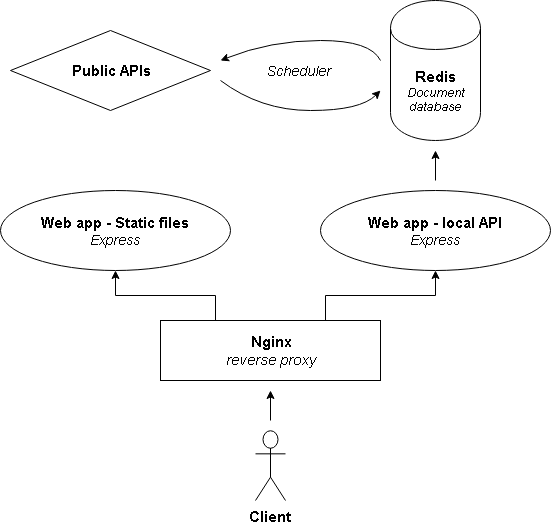 Public APIs
Scheduler
Redis
Document
database
Web app - Static files
Express
Web app - local API
Express
Nginx
reverse proxy
Client